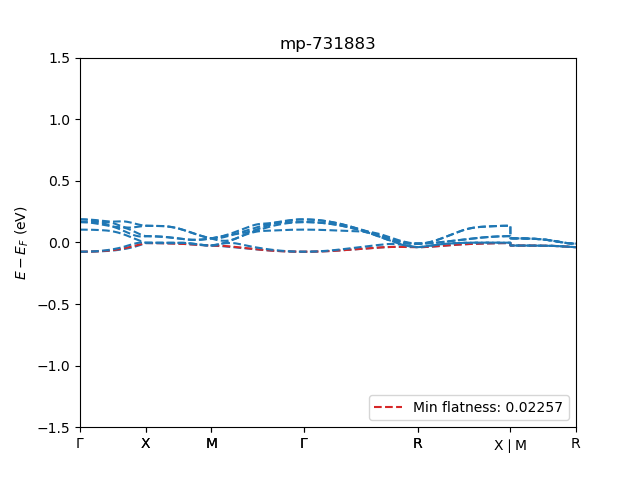 mp-731883
1.5
1.0
0.5
0.0
−0.5
−1.0
−1.5
E − E_F (eV)
Min flatness: 0.02257
Γ X M Γ R X | M R